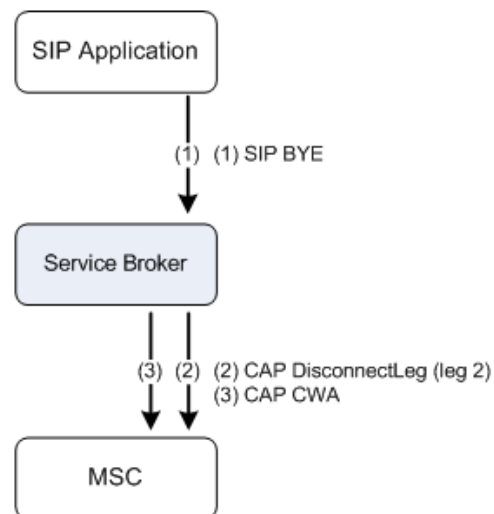 SIP Application
(1) (1) SIP BYE
Service Broker
(3) (2) (2) CAP DisconnectLeg (leg 2)
(3) CAP CWA
MSC